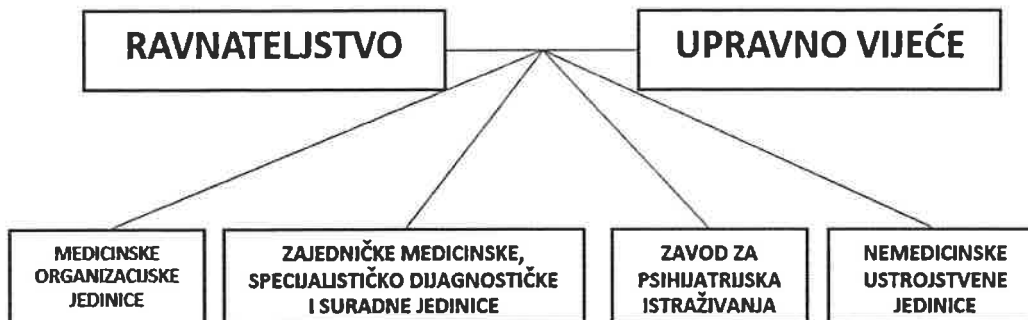 RAVNATELJSTVO
UPRAVNO VIJEĆE
MEDICINSKE
ORGANIZACIJSKE
JEDINICE
ZAJEDNIČKE MEDICINSKE,
SPECIJALISTIČKO DIJAGNOSTIČKE
I SURADNE JEDINICE
ZAVOD ZA
PSIHIJATRIJSKA
ISTRAŽIVANJA
NEMEDICINSKE
USTROJSTVENE
JEDINICE